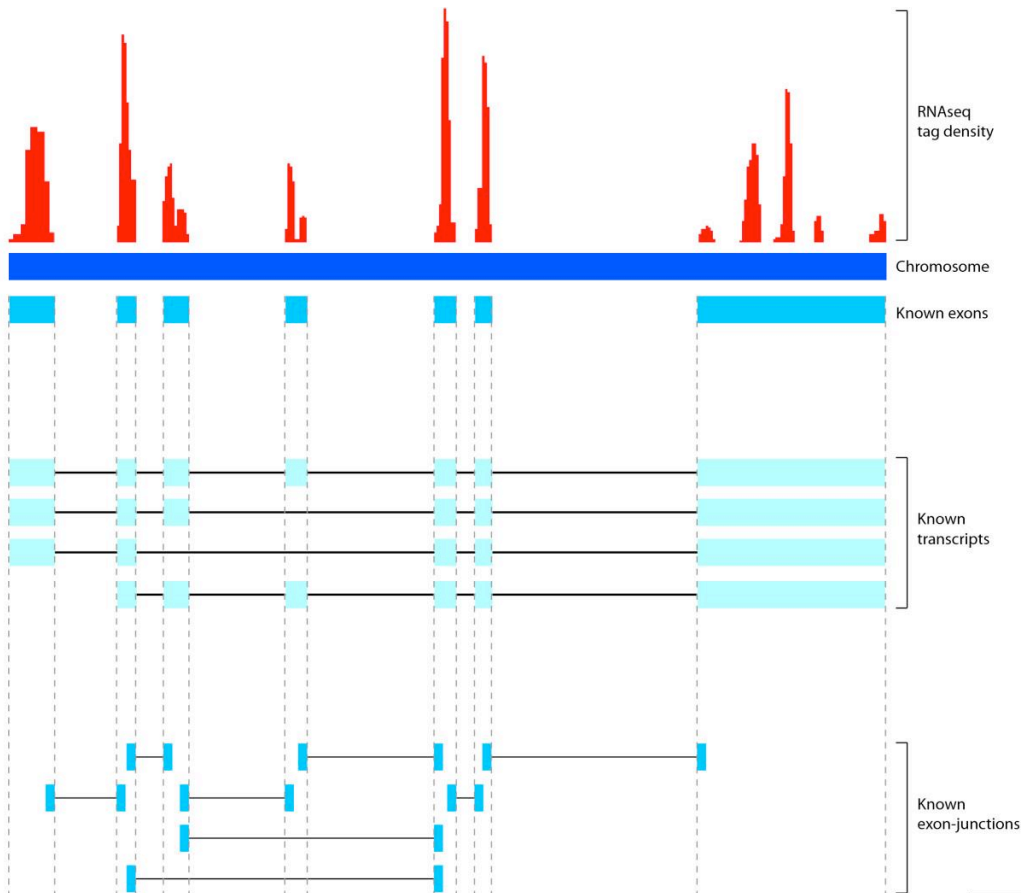 RNAseq
tag density
Chromosome
Known exons
Known
transcripts
Known
exon-junctions